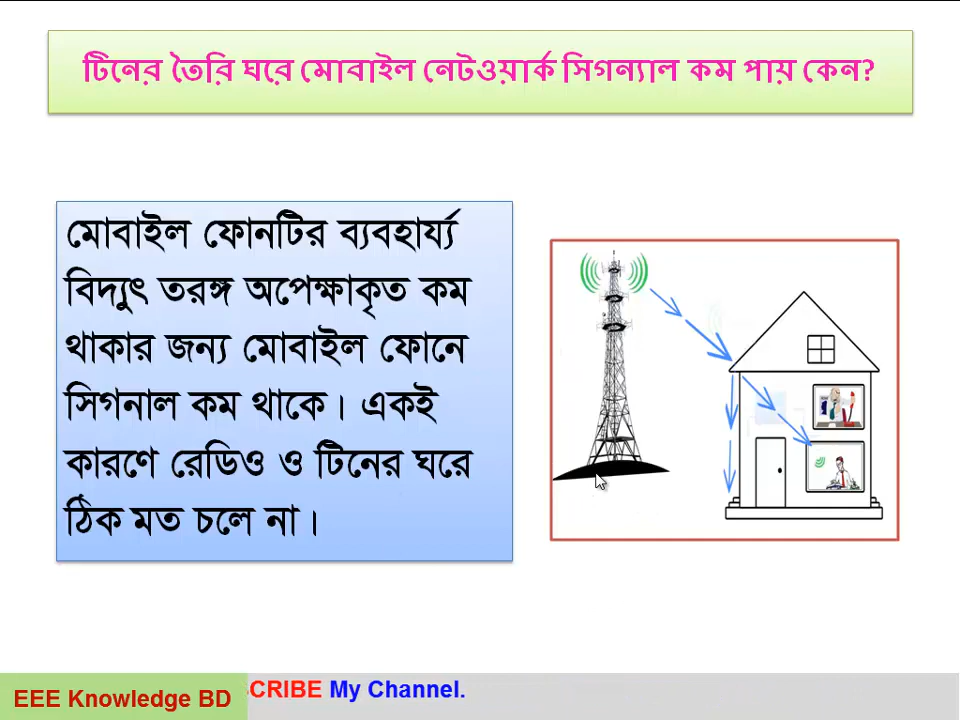 টিনের তৈরি ঘরে মোবাইল নেটওয়ার্ক সিগন্যাল কম পায় কেন?
মোবাইল ফোনটির ব্যবহার্য্য
বিদ্যুৎ তরঙ্গ অপেক্ষাকৃত কম
থাকার জন্য মোবাইল ফোনে
সিগনাল কম থাকে। একই
কারণে রেডিও ও টিনের ঘরে
ঠিক মত চলে না।
EEE Knowledge BD
SCRIBE My Channel.